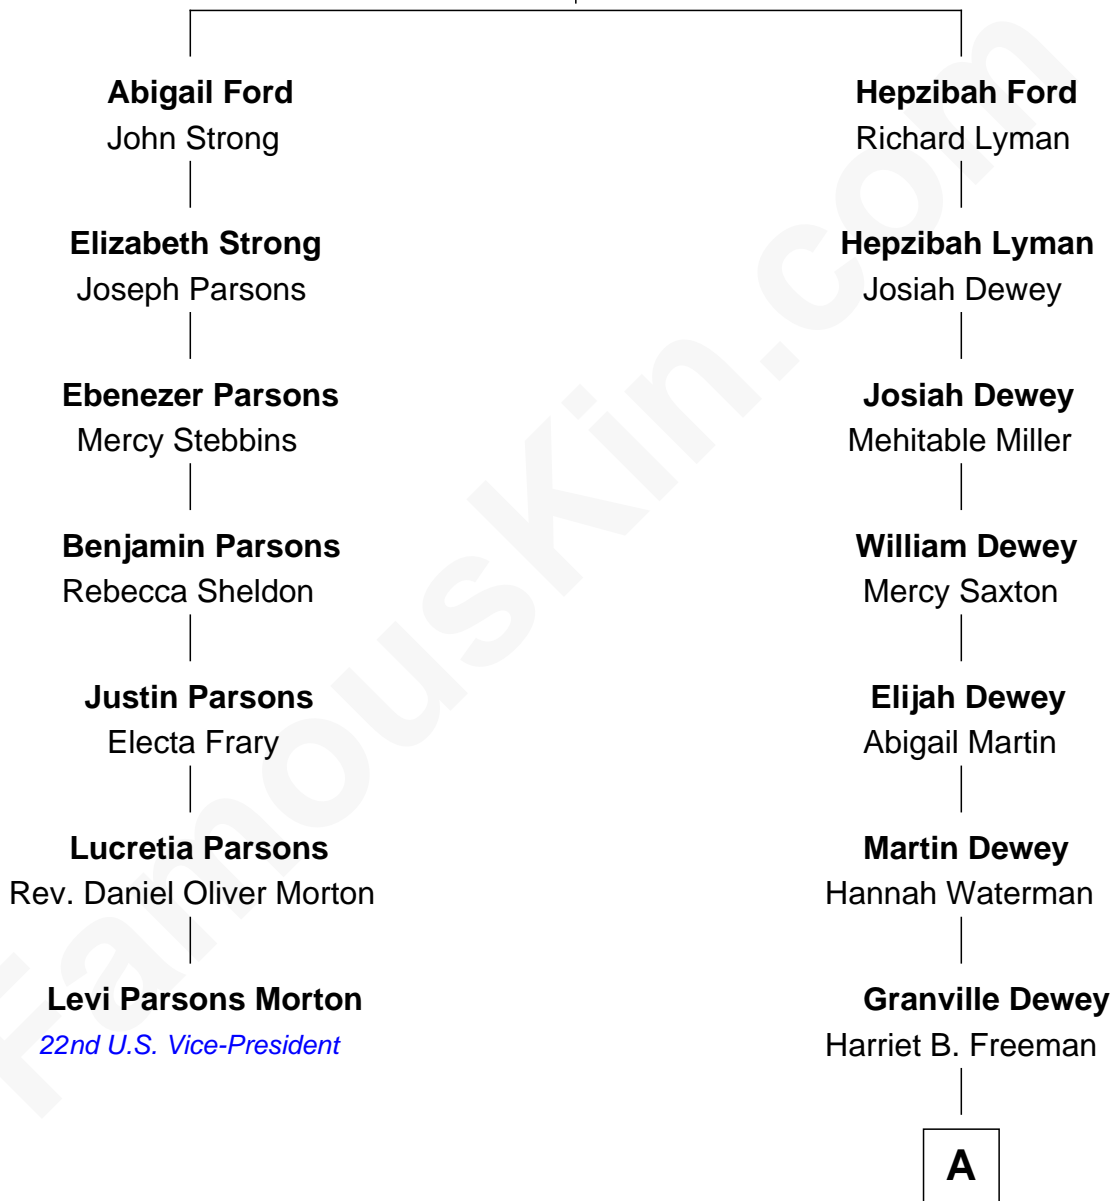 Abigail Ford
John Strong
Hepzibah Ford
Richard Lyman
Elizabeth Strong
Joseph Parsons
Hepzibah Lyman
Josiah Dewey
Ebenezer Parsons
Mercy Stebbins
Josiah Dewey
Mehitable Miller
Benjamin Parsons
Rebecca Sheldon
William Dewey
Mercy Saxton
Justin Parsons
Electa Frary
Elijah Dewey
Abigail Martin
Lucretia Parsons
Rev. Daniel Oliver Morton
Martin Dewey
Hannah Waterman
Levi Parsons Morton
22nd U.S. Vice-President
Granville Dewey
Harriet B. Freeman
A
FamousKin.com